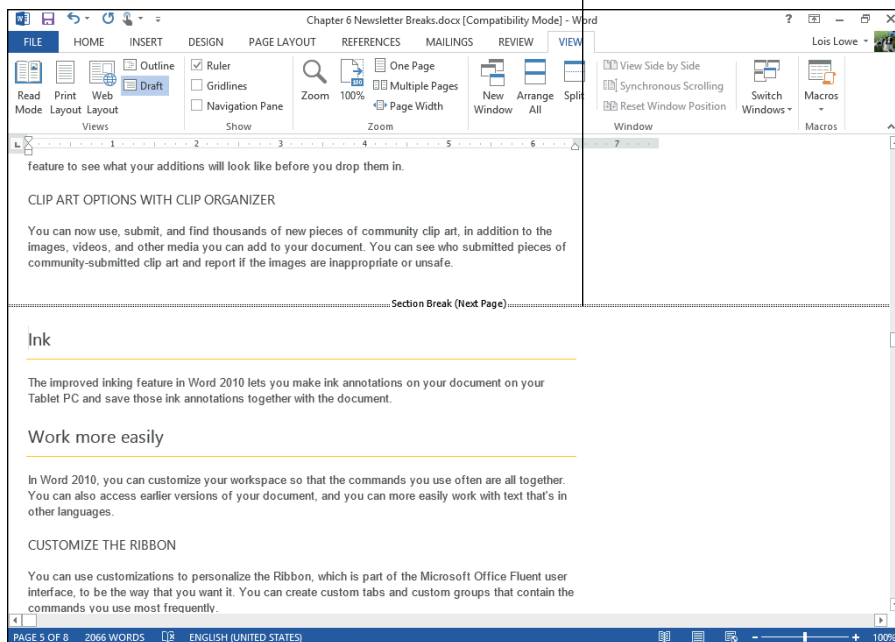 Chapter 6 Newsletter Breaks.docx [Compatibility Mode] - Word
FILE HOME INSERT DESIGN PAGE LAYOUT REFERENCES MAILINGS REVIEW VIEW Lois Lowe
Read Mode
Print Layout
Web Layout
Outline
Draft
Views
Ruler
Gridlines
Navigation Pane
Show
Zoom
100%
One Page
Multiple Pages
Page Width
Zoom
New Window
Arrange All
Split
View Side by Side
Synchronous Scrolling
Reset Window Position
Window
Switch Windows
Macros
Macros
1 2 3 4 5 6 7
feature to see what your additions will look like before you drop them in.
CLIP ART OPTIONS WITH CLIP ORGANIZER
You can now use, submit, and find thousands of new pieces of community clip art, in addition to the
images, videos, and other media you can add to your document. You can see who submitted pieces of
community-submitted clip art and report if the images are inappropriate or unsafe.
Section Break (Next Page)
Ink
The improved inking feature in Word 2010 lets you make ink annotations on your document on your
Tablet PC and save those ink annotations together with the document.
Work more easily
In Word 2010, you can customize your workspace so that the commands you use often are all together.
You can also access earlier versions of your document, and you can more easily work with text that's in
other languages.
CUSTOMIZE THE RIBBON
You can use customizations to personalize the Ribbon, which is part of the Microsoft Office Fluent user
interface, to be the way that you want it. You can create custom tabs and custom groups that contain the
commands you use most frequently.
PAGE 5 OF 8 2066 WORDS ENGLISH (UNITED STATES) 100%